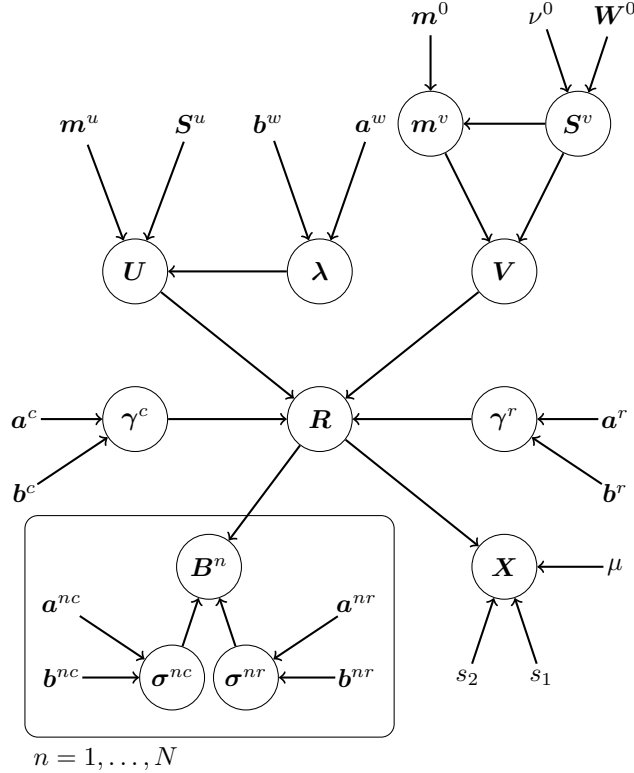 m^0 ν^0 W^0
m^u S^u b^w a^w m^v S^v
U λ V
a^c γ^c R γ^r a^r
b^c b^r
B^n X μ
a^{nc} a^{nr}
b^{nc} σ^{nc} σ^{nr} b^{nr} s_2 s_1
n = 1, . . . , N